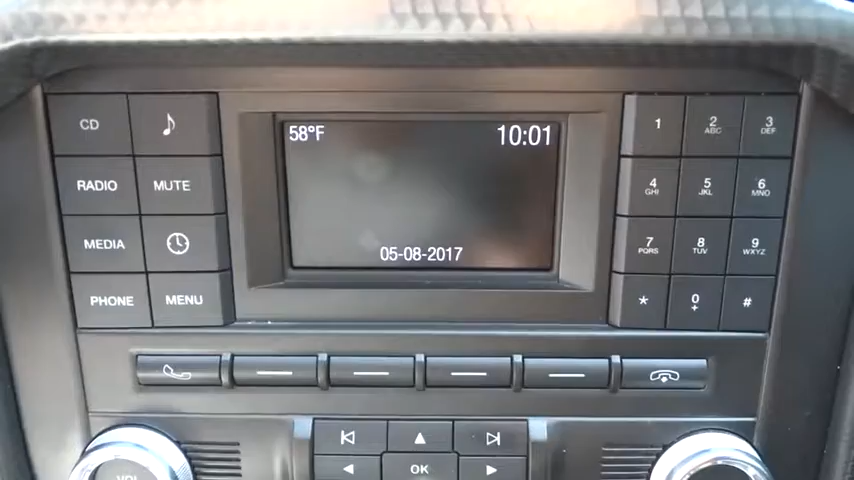 58°F 10:01
05-08-2017
CD
RADIO MUTE
MEDIA
PHONE MENU
1 2 ABC 3 DEF
4 GHI 5 JKL 6 MNO
7 PQRS 8 TUV 9 WXYZ
* 0 + #
VOL OK